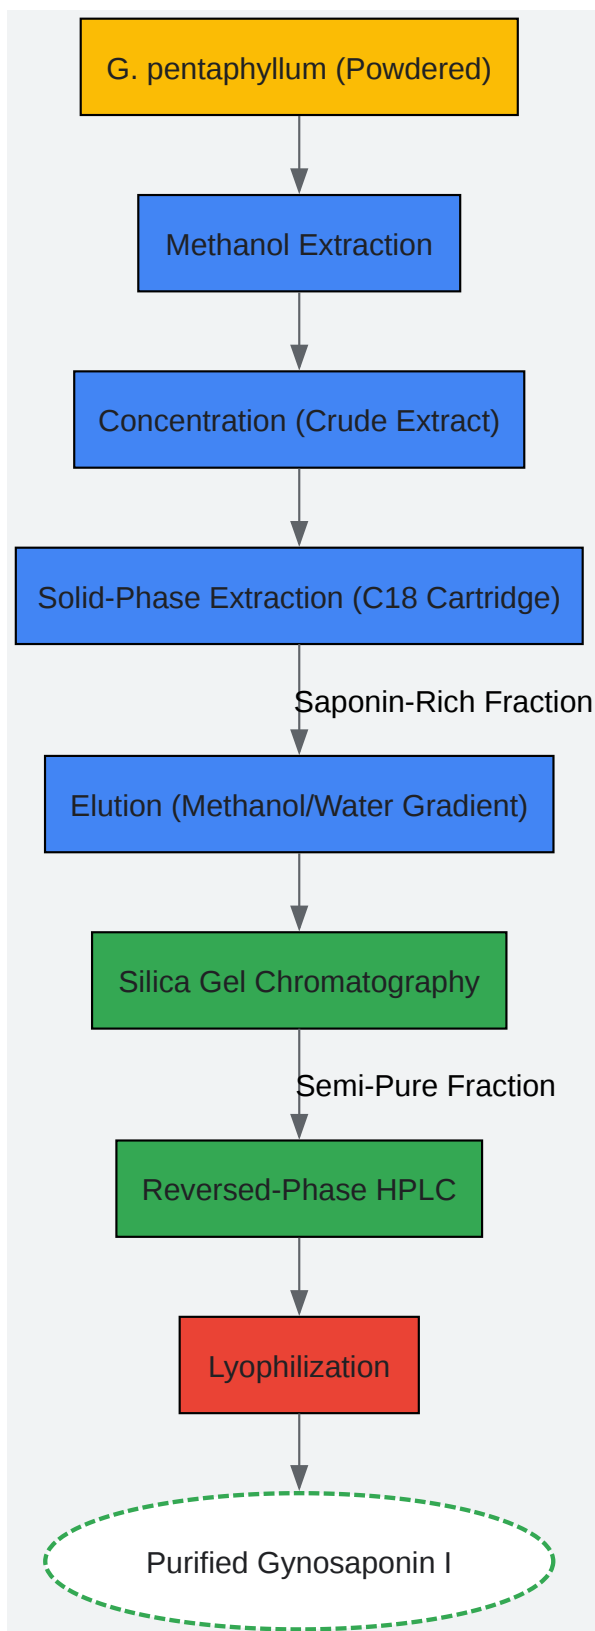 G. pentaphyllum (Powdered)
Methanol Extraction
Concentration (Crude Extract)
Solid-Phase Extraction (C18 Cartridge)
Saponin-Rich Fraction
Elution (Methanol/Water Gradient)
Silica Gel Chromatography
Semi-Pure Fraction
Reversed-Phase HPLC
Lyophilization
Purified Gynosaponin I